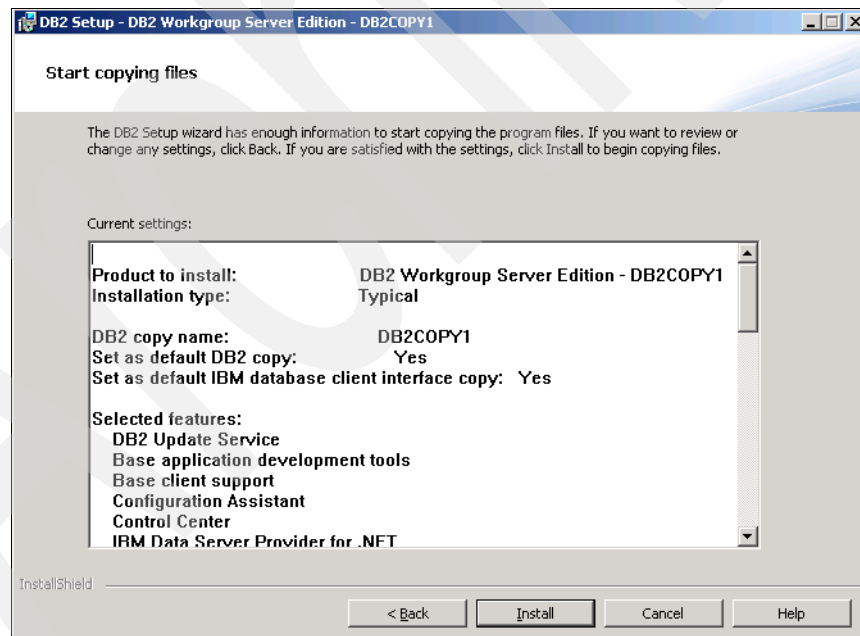 DB2 Setup - DB2 Workgroup Server Edition - DB2COPY1
Start copying files
The DB2 Setup wizard has enough information to start copying the program files. If you want to review or
change any settings, click Back. If you are satisfied with the settings, click Install to begin copying files.
Current settings:
Product to install: DB2 Workgroup Server Edition - DB2COPY1
Installation type: Typical
DB2 copy name: DB2COPY1
Set as default DB2 copy: Yes
Set as default IBM database client interface copy: Yes
Selected features:
DB2 Update Service
Base application development tools
Base client support
Configuration Assistant
Control Center
IBM Data Server Provider for .NET
InstallShield
< Back Install Cancel Help